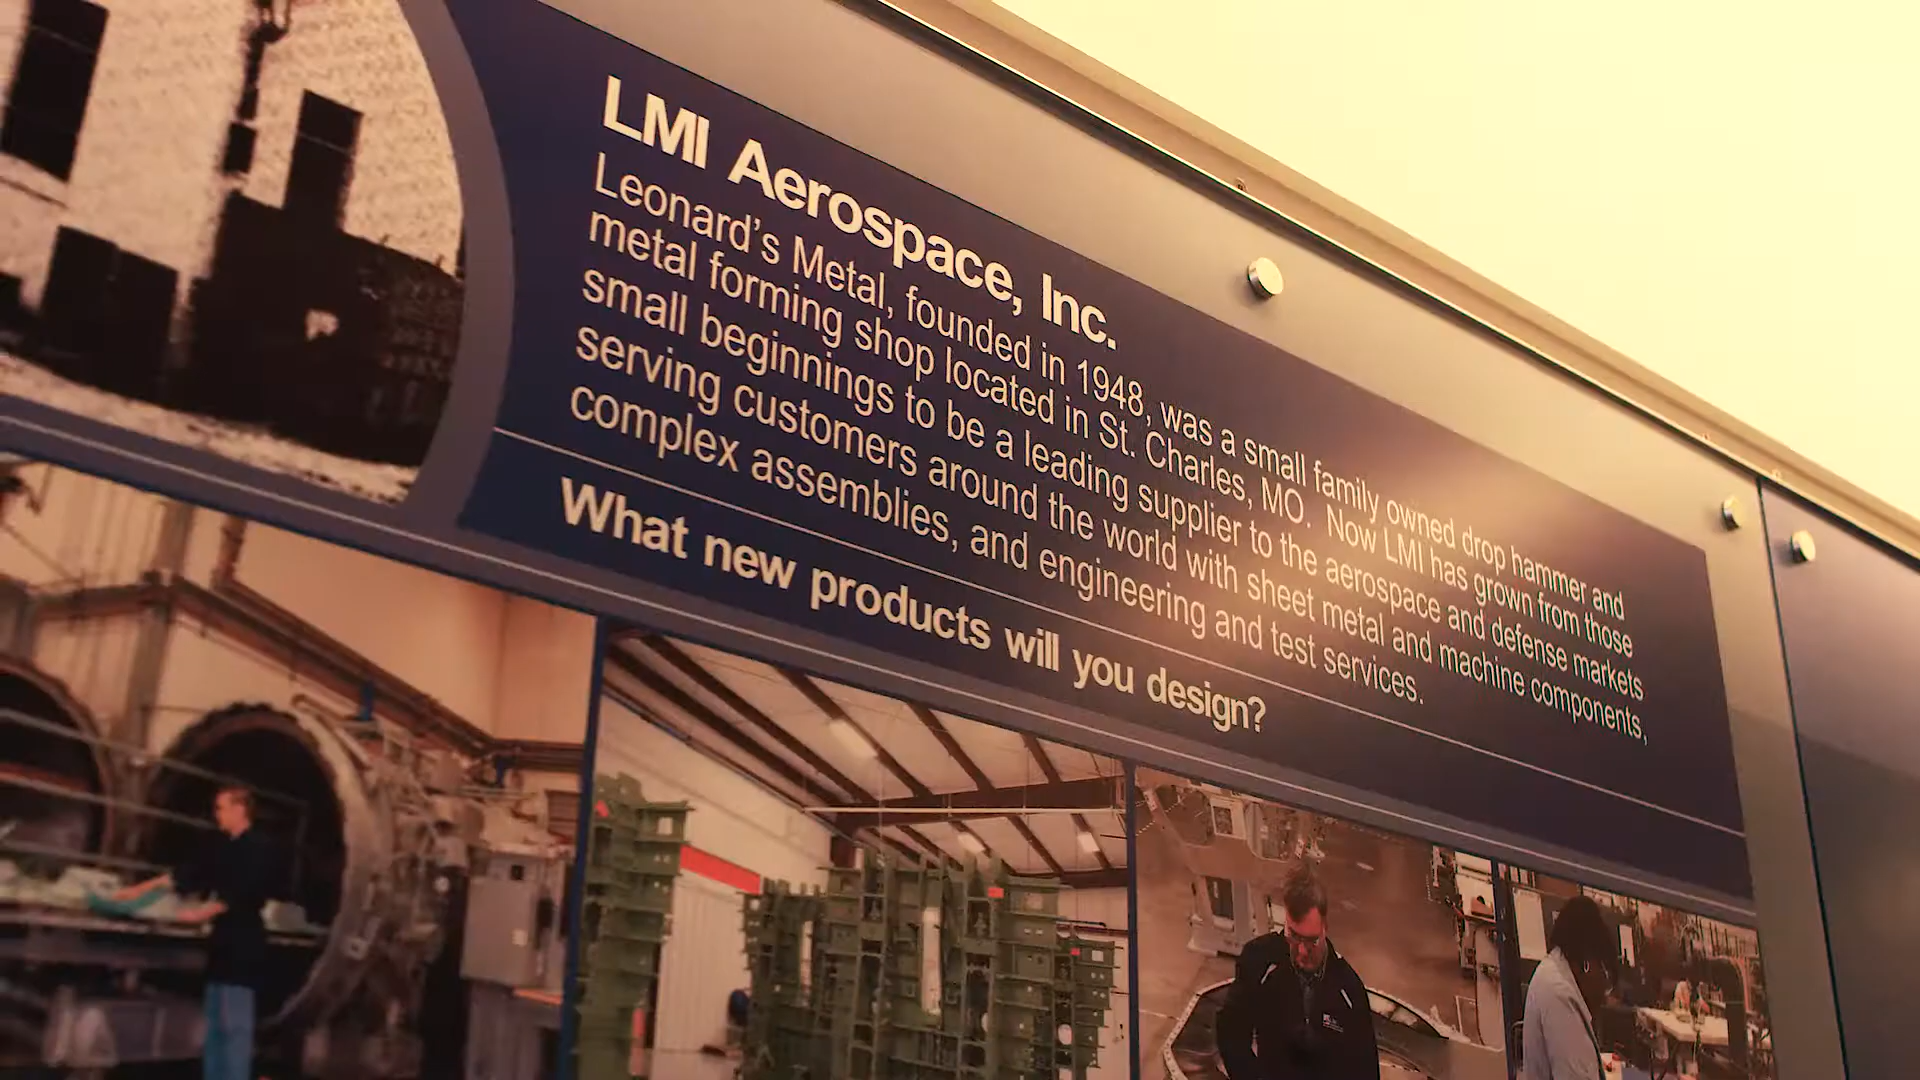 LMI Aerospace, Inc.
Leonard's Metal, founded in 1948, was a small family owned drop hammer and
metal forming shop located in St. Charles, MO. Now LMI has grown from those
small beginnings to be a leading supplier to the aerospace and defense markets
serving customers around the world with sheet metal and machine components,
complex assemblies, and engineering and test services.
What new products will you design?